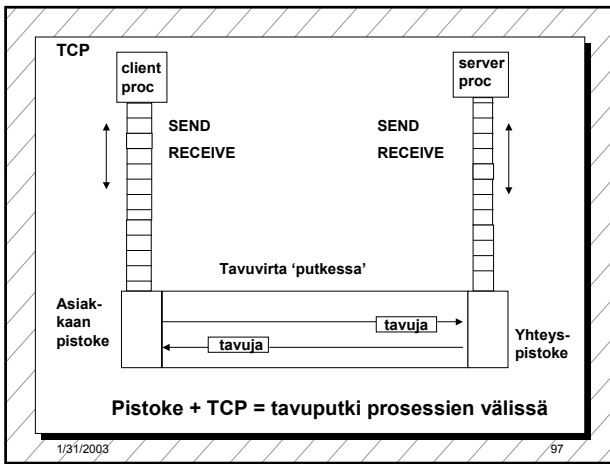 TCP
client
proc
server
proc
SEND
RECEIVE
SEND
RECEIVE
Tavuvirta ‘putkessa’
Asiak-
kaan
pistoke
tavuja
tavuja
Yhteys-
pistoke
Pistoke + TCP = tavuputki prosessien välissä
1/31/2003
97